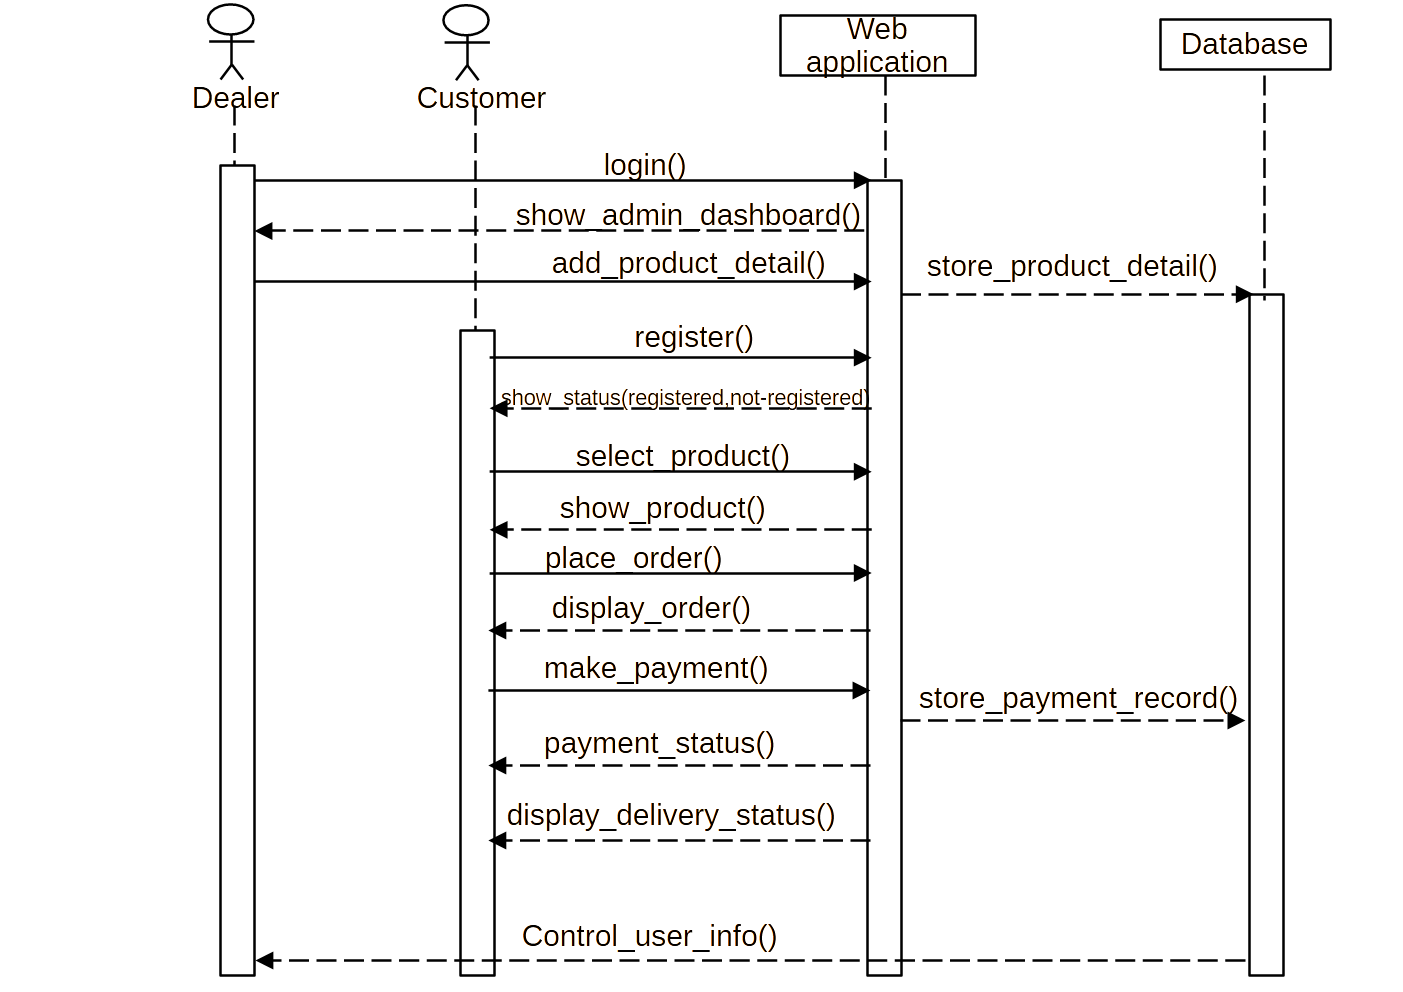 Dealer
Customer
Web
application
Database
login()
show_admin_dashboard()
add_product_detail()
store_product_detail()
register()
show_status(registered,not-registered)
select_product()
show_product()
place_order()
display_order()
make_payment()
store_payment_record()
payment_status()
display_delivery_status()
Control_user_info()